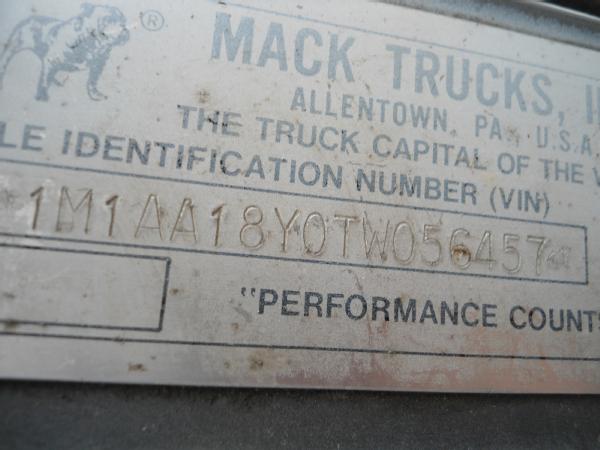 ®
MACK TRUCKS, I
ALLENTOWN, PA., U.S.A.
THE TRUCK CAPITAL OF THE W
LE IDENTIFICATION NUMBER (VIN)
1M1AA18Y0TW056457
"PERFORMANCE COUNTS